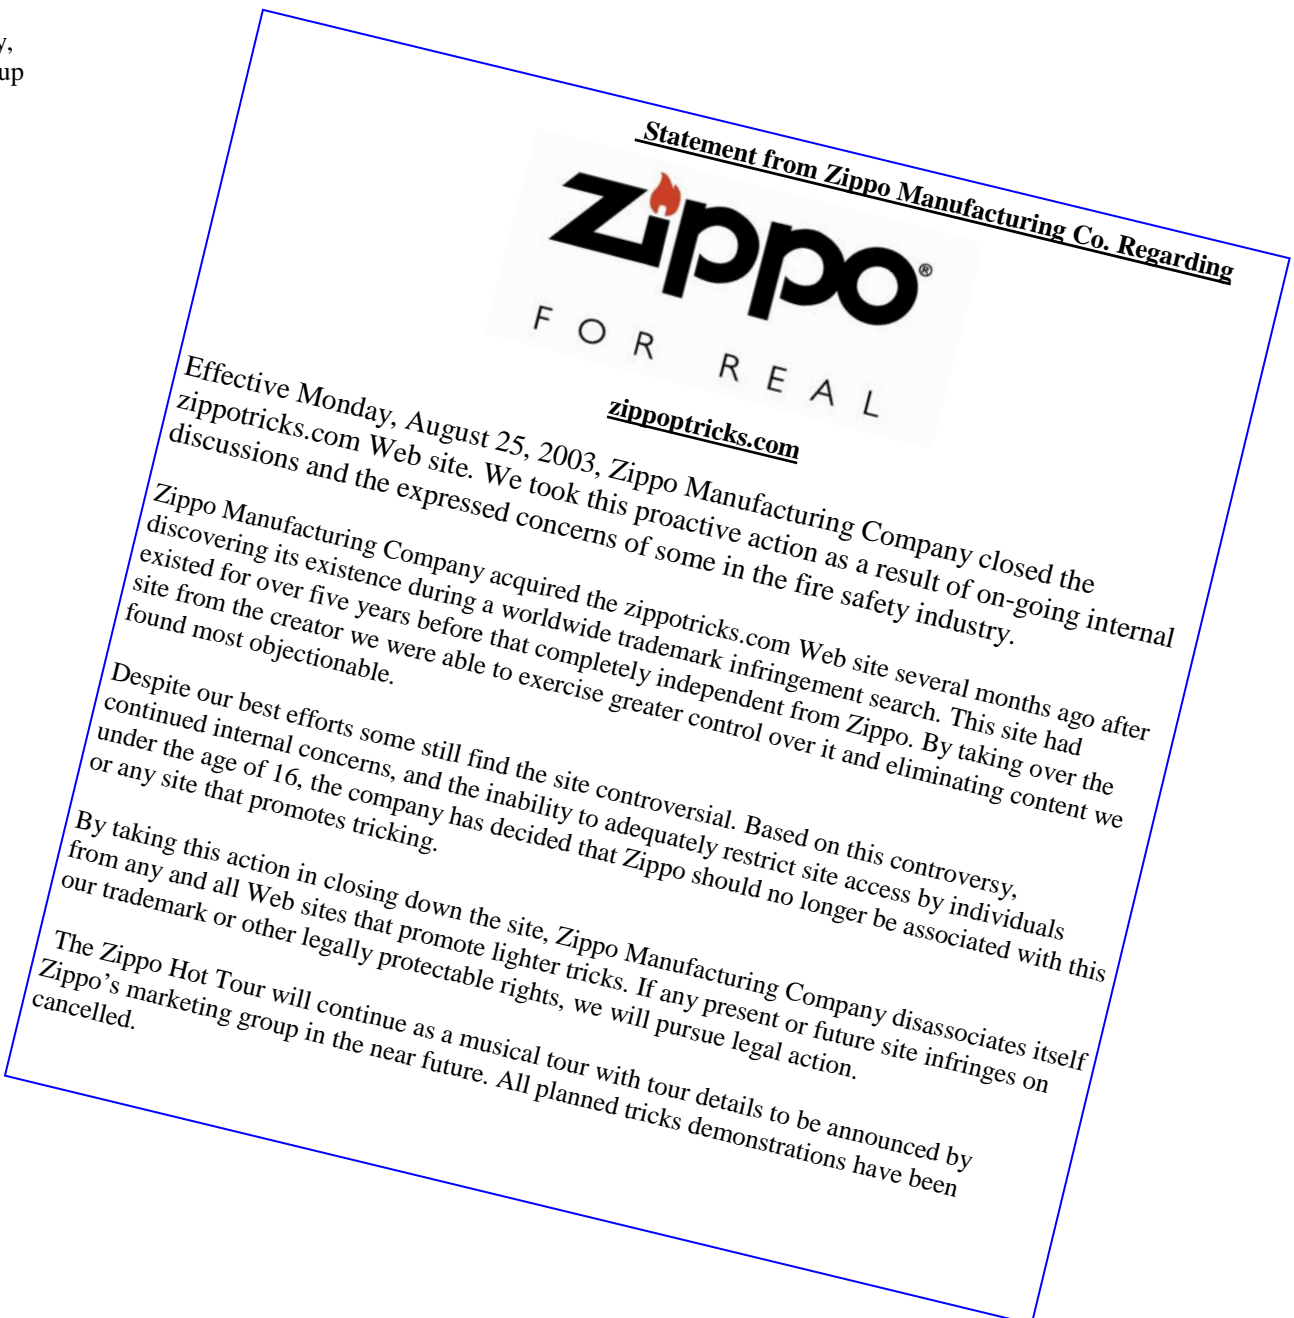 y,
up
Statement from Zippo Manufacturing Co. Regarding
zippo®
FOR REAL
zippoptricks.com
Effective Monday, August 25, 2003, Zippo Manufacturing Company closed the
zippotricks.com Web site. We took this proactive action as a result of on-going internal
discussions and the expressed concerns of some in the fire safety industry.
Zippo Manufacturing Company acquired the zippotricks.com Web site several months ago after
discovering its existence during a worldwide trademark infringement search. This site had
existed for over five years before that completely independent from Zippo. By taking over the
site from the creator we were able to exercise greater control over it and eliminating content we
found most objectionable.
Despite our best efforts some still find the site controversial. Based on this controversy,
continued internal concerns, and the inability to adequately restrict site access by individuals
under the age of 16, the company has decided that Zippo should no longer be associated with this
or any site that promotes tricking.
By taking this action in closing down the site, Zippo Manufacturing Company disassociates itself
from any and all Web sites that promote lighter tricks. If any present or future site infringes on
our trademark or other legally protectable rights, we will pursue legal action.
The Zippo Hot Tour will continue as a musical tour with tour details to be announced by
Zippo's marketing group in the near future. All planned tricks demonstrations have been
cancelled.